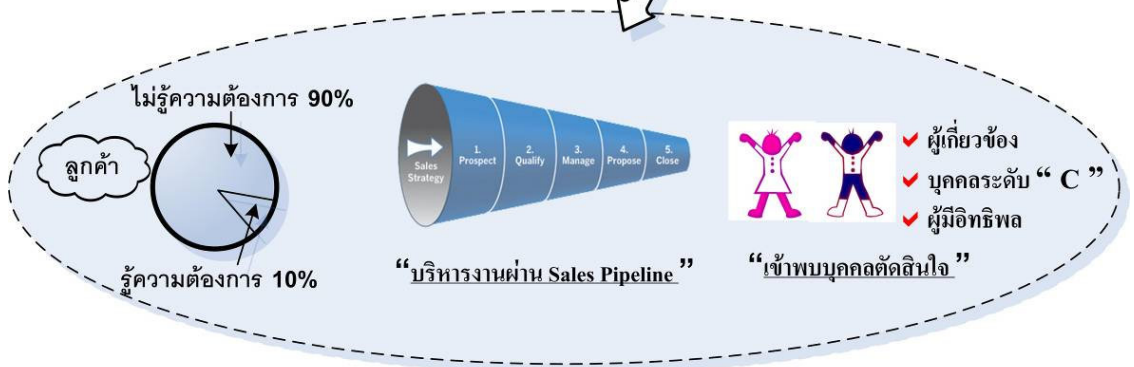 ไม่รู้ความต้องการ 90%
ลูกค้า
รู้ความต้องการ 10%
Sales
Strategy
1.
Prospect
2.
Qualify
3.
Manage
4.
Propose
5.
Close
“บริหารงานผ่าน Sales Pipeline ”
ผู้เกี่ยวข้อง
บุคคลระดับ “ C ”
ผู้มีอิทธิพล
“เข้าพบบุคคลตัดสินใจ ”